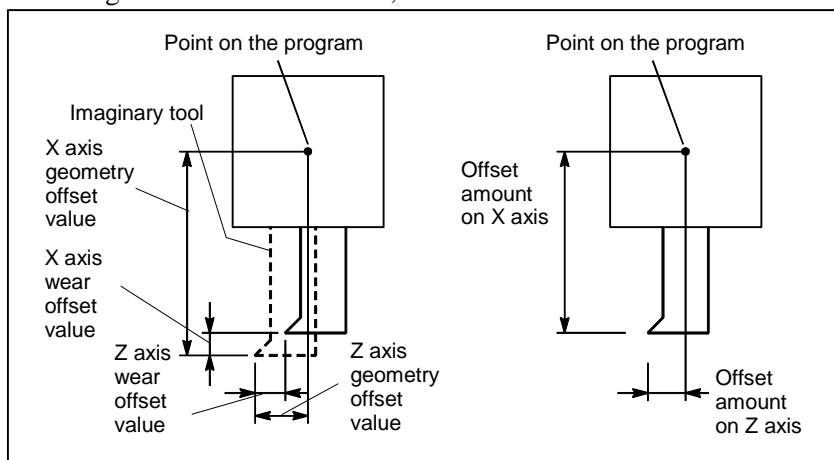 Point on the program
Imaginary tool
X axis
geometry
offset
value
X axis
wear
offset
value
Z axis
wear
offset
value
Z axis
geometry
offset
value
Point on the program
Offset
amount
on X axis
Offset
amount
on Z axis